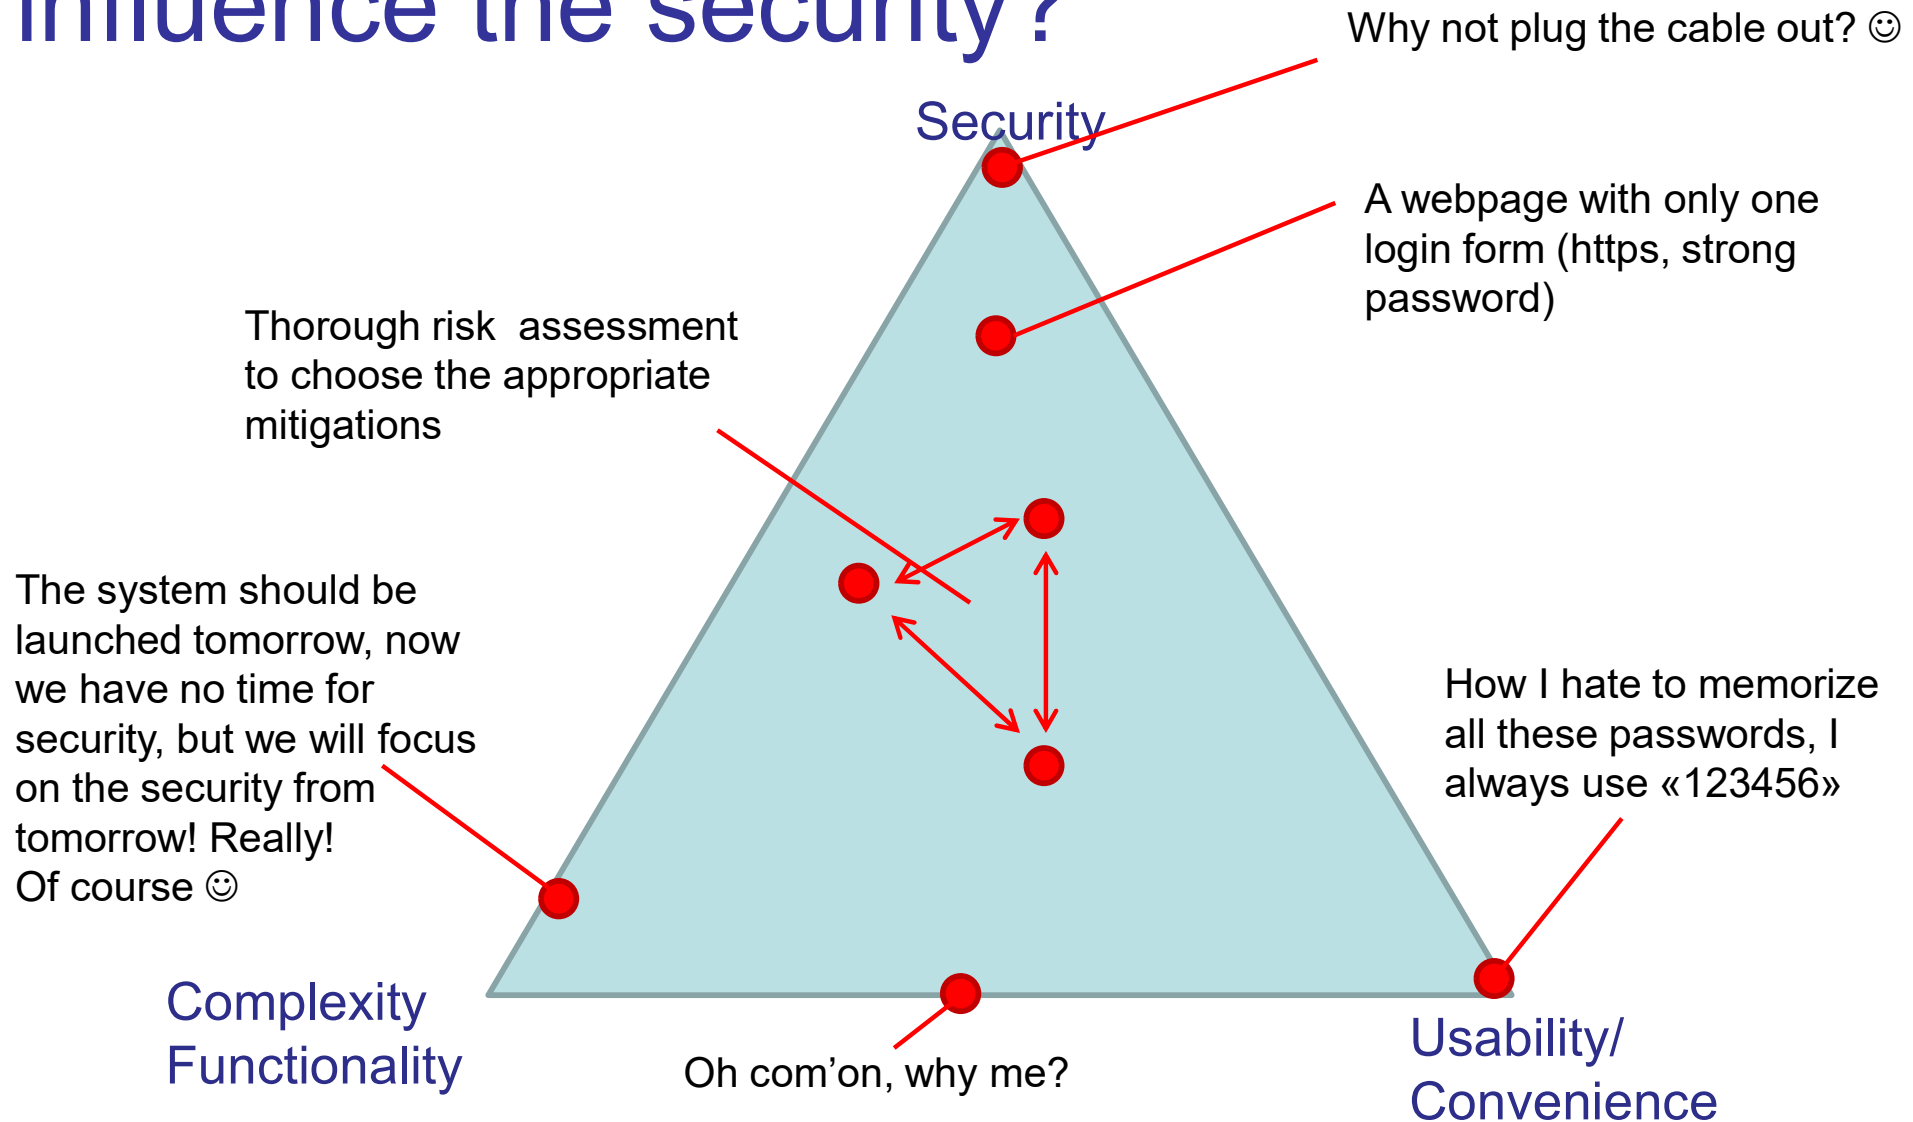 influence the security?
Why not plug the cable out? ☺
Security
A webpage with only one
login form (https, strong
password)
Thorough risk  assessment
to choose the appropriate
mitigations
The system should be
launched tomorrow, now
we have no time for
security, but we will focus
on the security from
tomorrow! Really!
Of course ☺
How I hate to memorize
all these passwords, I
always use «123456»
Complexity
Functionality
Oh com’on, why me?
Usability/
Convenience